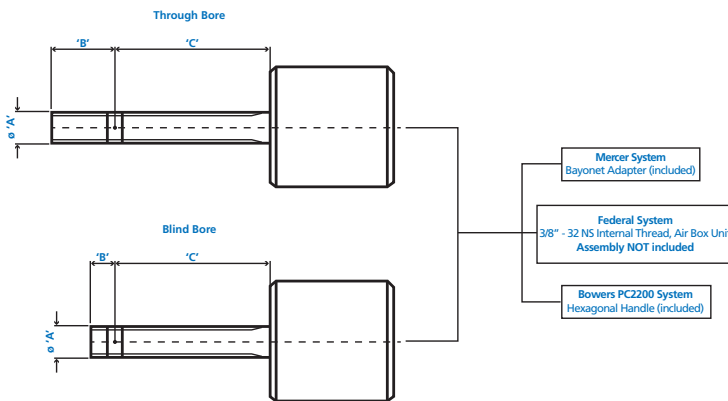 Through Bore
'B'
'C'
ø 'A'
Blind Bore
'B'
'C'
ø 'A'
Mercer System
Bayonet Adapter (included)
Federal System
3/8" - 32 NS Internal Thread, Air Box Unit
Assembly NOT included
Bowers PC2200 System
Hexagonal Handle (included)